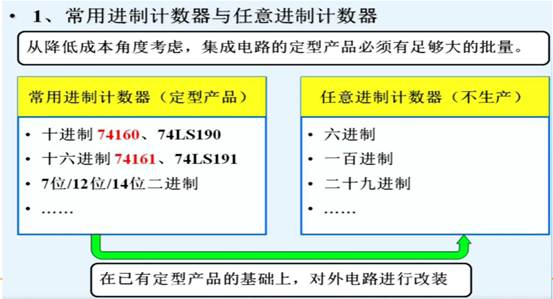 • 1、常用进制计数器与任意进制计数器
从降低成本角度考虑，集成电路的定型产品必须有足够大的批量。
常用进制计数器（定型产品）
• 十进制 74160、74LS190
• 十六进制 74161、74LS191
• 7位/12位/14位二进制
• ……
任意进制计数器（不生产）
• 六进制
• 一百进制
• 二十九进制
• ……
在已有定型产品的基础上，对外电路进行改装